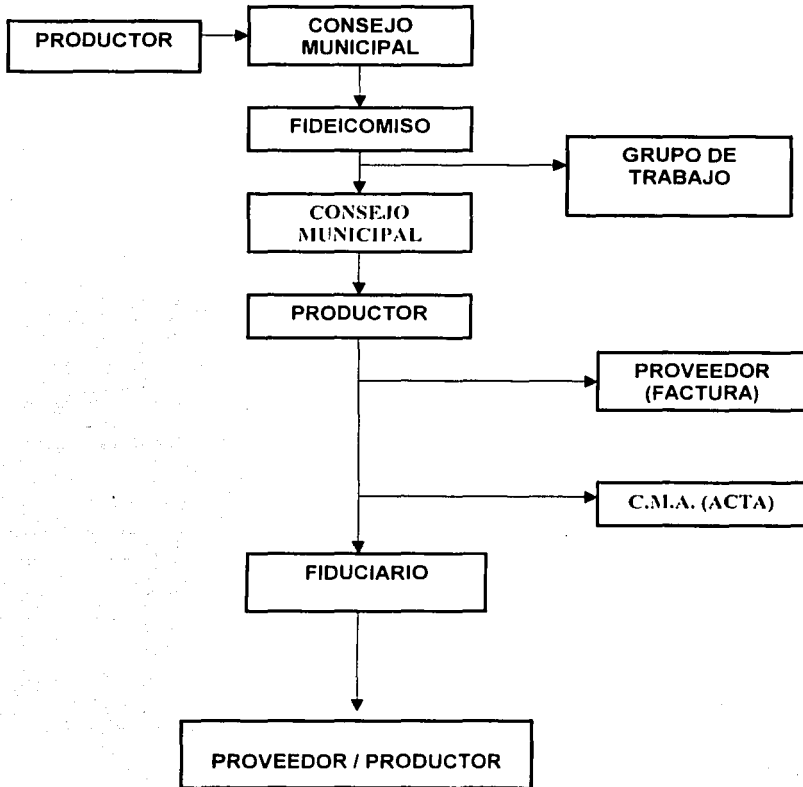 PRODUCTOR
CONSEJO
MUNICIPAL
FIDEICOMISO
GRUPO DE
TRABAJO
CONSEJO
MUNICIPAL
PRODUCTOR
PROVEEDOR
(FACTURA)
C.M.A. (ACTA)
FIDUCIARIO
PROVEEDOR / PRODUCTOR